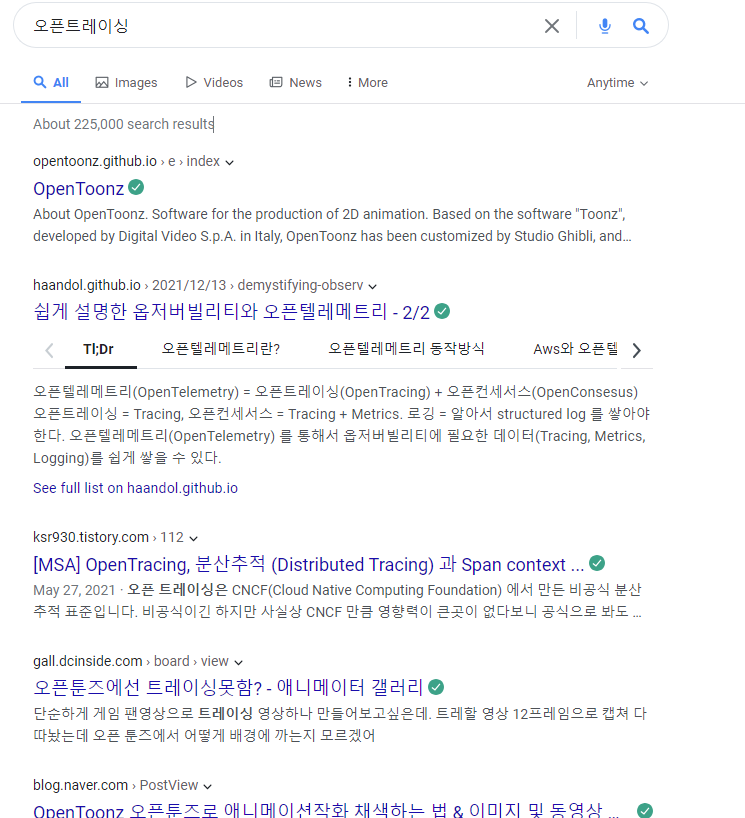 오픈트레이싱
All Images Videos News More Anytime
About 225,000 search results
opentoonz.github.io › e › index
OpenToonz
About OpenToonz. Software for the production of 2D animation. Based on the software "Toonz",
developed by Digital Video S.p.A. in Italy, OpenToonz has been customized by Studio Ghibli, and…
haandol.github.io › 2021/12/13 › demystifying-observ
쉽게 설명한 옵저버빌리티와 오픈텔레메트리 - 2/2
Tl;Dr 오픈텔레메트리란? 오픈텔레메트리 동작방식 Aws와 오픈텔
오픈텔레메트리(OpenTelemetry) = 오픈트레이싱(OpenTracing) + 오픈컨세서스(OpenConsesus)
오픈트레이싱 = Tracing, 오픈컨세서스 = Tracing + Metrics. 로깅 = 알아서 structured log 를 쌓아야
한다. 오픈텔레메트리(OpenTelemetry) 를 통해서 옵저버빌리티에 필요한 데이터(Tracing, Metrics,
Logging)를 쉽게 쌓을 수 있다.
See full list on haandol.github.io
ksr930.tistory.com › 112
[MSA] OpenTracing, 분산추적 (Distributed Tracing) 과 Span context ...
May 27, 2021 · 오픈 트레이싱은 CNCF(Cloud Native Computing Foundation) 에서 만든 비공식 분산
추적 표준입니다. 비공식이긴 하지만 사실상 CNCF 만큼 영향력이 큰곳이 없다보니 공식으로 봐도 …
gall.dcinside.com › board › view
오픈툰즈에선 트레이싱못함? - 애니메이터 갤러리
단순하게 게임 팬영상으로 트레이싱 영상하나 만들어보고싶은데. 트레할 영상 12프레임으로 캡쳐 다
따놨는데 오픈 툰즈에서 어떻게 배경에 까는지 모르겠어
blog.naver.com › PostView
OpenToonz 오픈툰즈로 애니메이션작화 채색하는 법 & 이미지 및 동영상 ...